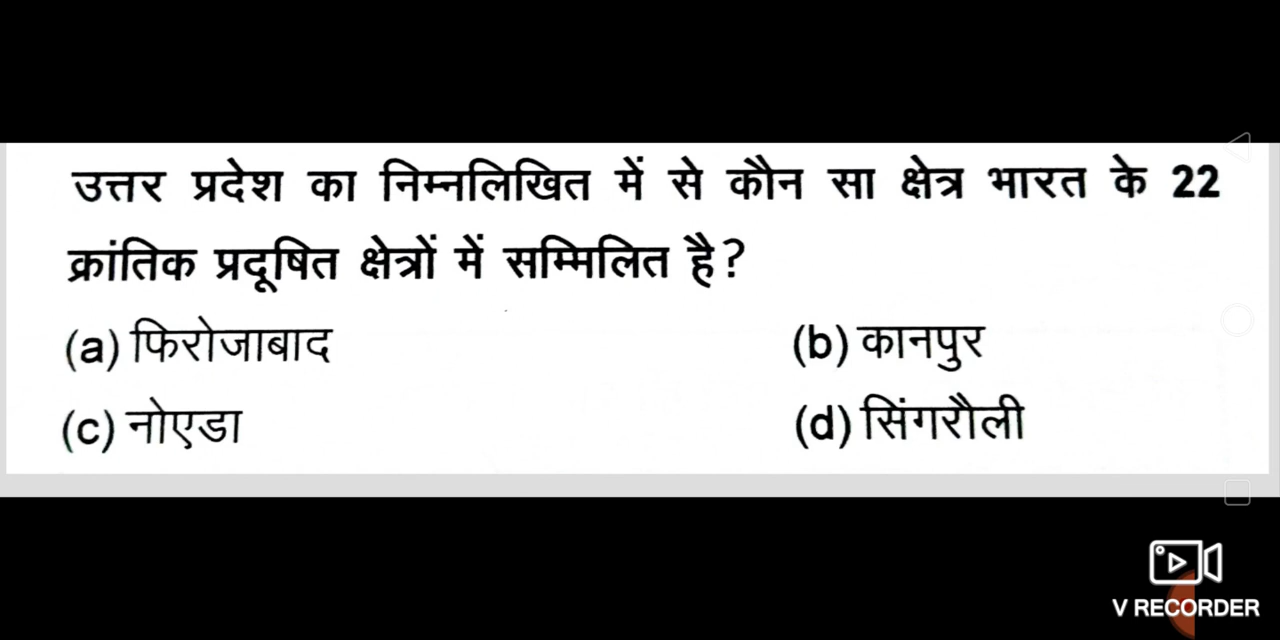 उत्तर प्रदेश का निम्नलिखित में से कौन सा क्षेत्र भारत के 22
क्रांतिक प्रदूषित क्षेत्रों में सम्मिलित है?
(a) फिरोजाबाद (b) कानपुर
(c) नोएडा (d) सिंगरौली
V RECORDER